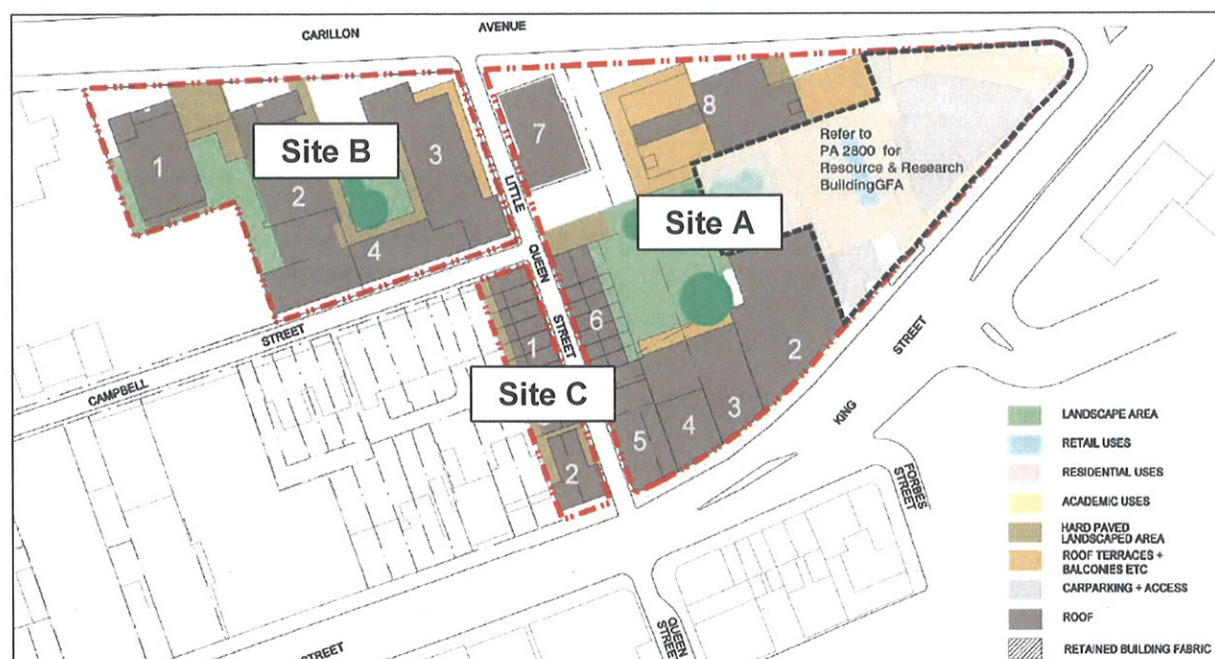 CARILLON AVENUE
Site B
1
2
3
4
LITTLE
QUEEN
STREET
7
8
Refer to
PA 2800 for
Resource & Research
BuildingGFA
Site A
6
2
3
4
5
1
Site C
2
CAMPBELL STREET
KING STREET
FORBES
STREET
QUEEN
STREET
STREET
LANDSCAPE AREA
RETAIL USES
RESIDENTIAL USES
ACADEMIC USES
HARD PAVED
LANDSCAPED AREA
ROOF TERRACES +
BALCONIES ETC
CARPARKING + ACCESS
ROOF
RETAINED BUILDING FABRIC